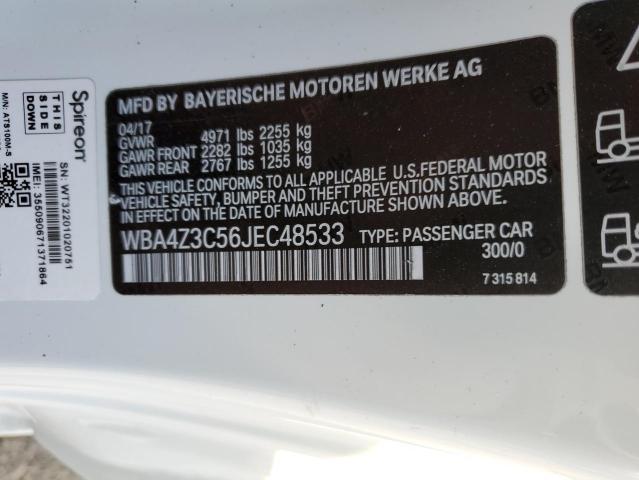 MFD BY BAYERISCHE MOTOREN WERKE AG
04/17
GVWR 4971 lbs 2255 kg
GAWR FRONT 2282 lbs 1035 kg
GAWR REAR 2767 lbs 1255 kg
THIS VEHICLE CONFORMS TO ALL APPLICABLE U.S.FEDERAL MOTOR
VEHICLE SAFETY, BUMPER, AND THEFT PREVENTION STANDARDS
IN EFFECT ON THE DATE OF MANUFACTURE SHOWN ABOVE.
WBA4Z3C56JEC48533 TYPE: PASSENGER CAR
300/0
7 315 814
Spireon
THIS
SIDE
DOWN
M/N: AT5100M-S
SN: WT32201020751
IMEI: 355090671371864